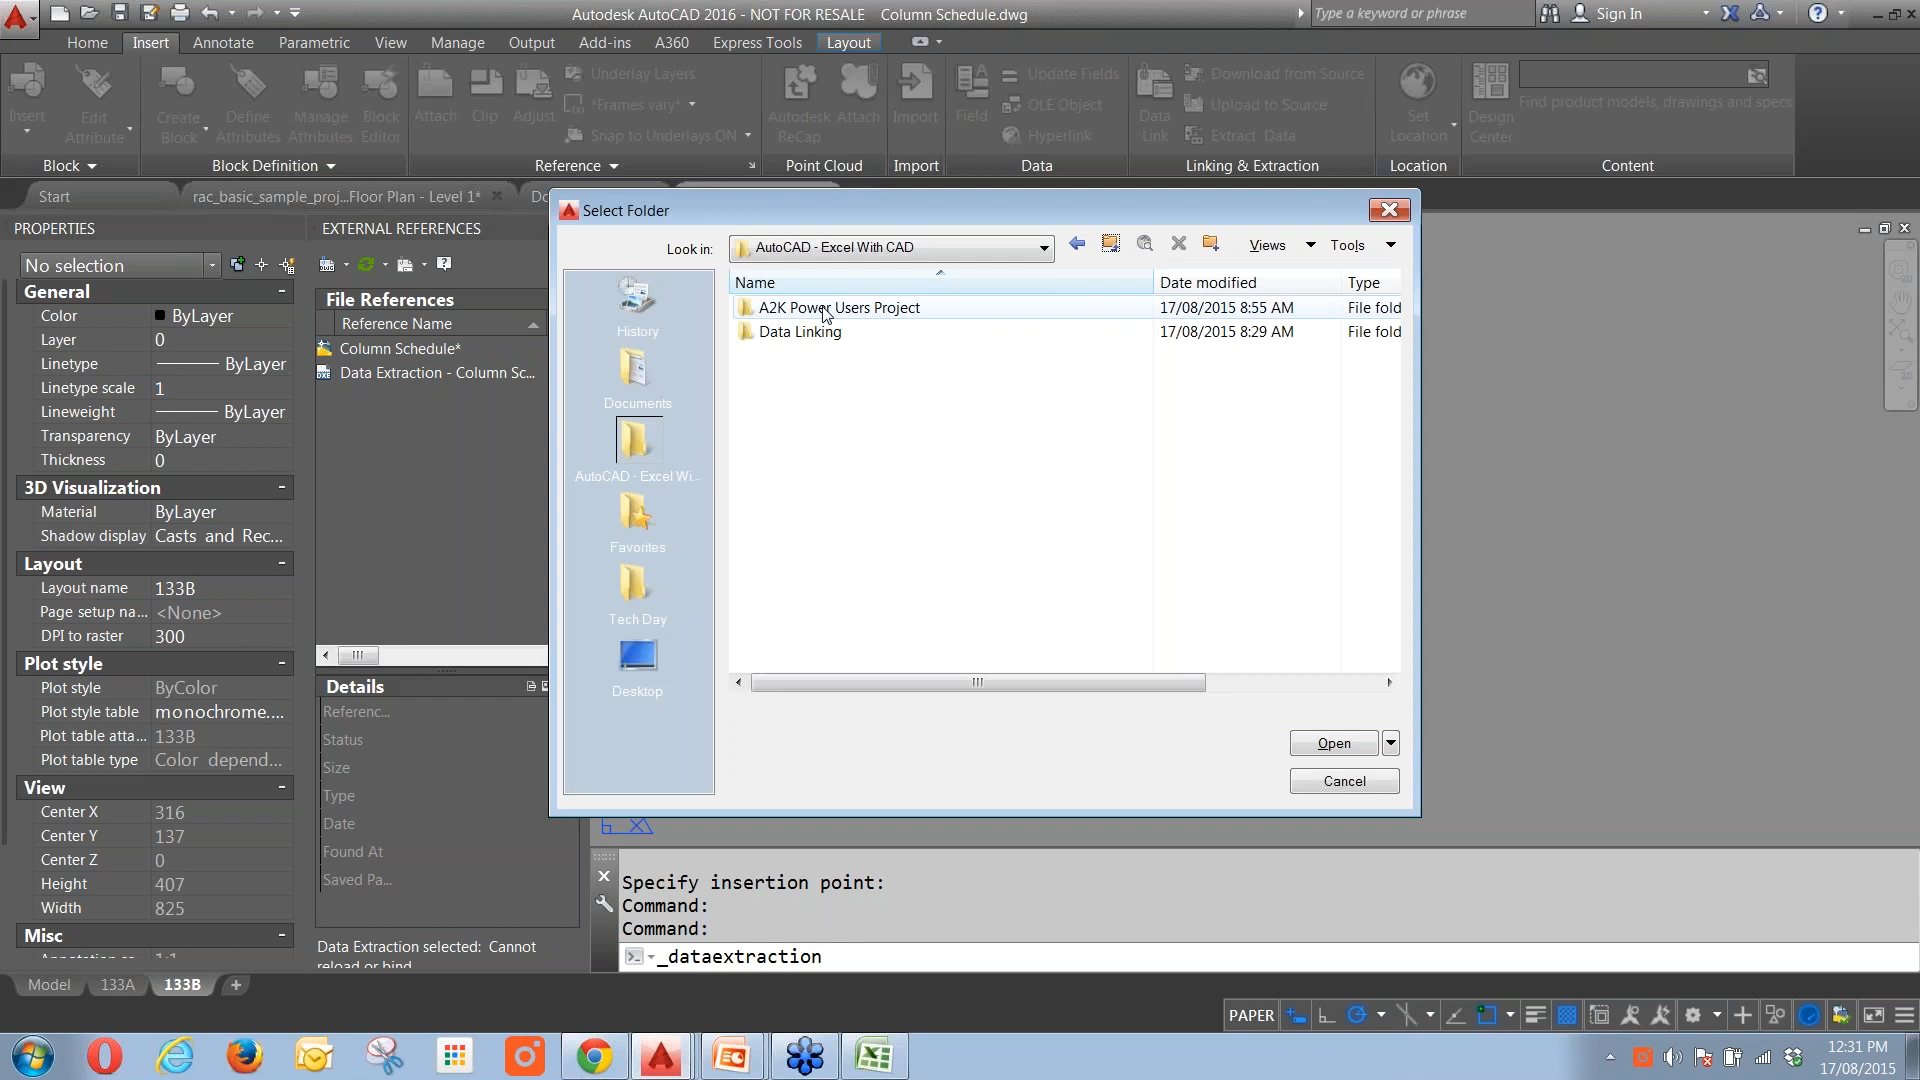 Autodesk AutoCAD 2016 - NOT FOR RESALE Column Schedule.dwg
Type a keyword or phrase
Sign In
Home Insert Annotate Parametric View Manage Output Add-ins A360 Express Tools Layout
Insert
Edit Attribute
Create Block
Define Attributes
Manage Attributes
Block Editor
Attach
Clip
Adjust
Underlay Layers
*Frames vary*
Snap to Underlays ON
Autodesk ReCap
Attach
Import
Field
Update Fields
OLE Object
Hyperlink
Data Link
Download from Source
Upload to Source
Extract Data
Set Location
Design Center
Find product models, drawings and specs
Block Block Definition Reference Point Cloud Import Data Linking & Extraction Location Content
Start
rac_basic_sample_proj...Floor Plan - Level 1*
PROPERTIES
No selection
General
Color ByLayer
Layer 0
Linetype ByLayer
Linetype scale 1
Lineweight ByLayer
Transparency ByLayer
Thickness 0
3D Visualization
Material ByLayer
Shadow display Casts and Rec...
Layout
Layout name 133B
Page setup na... <None>
DPI to raster 300
Plot style
Plot style ByColor
Plot style table monochrome....
Plot table atta... 133B
Plot table type Color depend...
View
Center X 316
Center Y 137
Center Z 0
Height 407
Width 825
Misc
EXTERNAL REFERENCES
File References
Reference Name
Column Schedule*
Data Extraction - Column Sc...
Details
Referenc...
Status
Size
Type
Date
Found At
Saved Pa...
Data Extraction selected: Cannot
reload or bind
Select Folder
Look in: AutoCAD - Excel With CAD
Views Tools
Name Date modified Type
A2K Power Users Project 17/08/2015 8:55 AM File fold
Data Linking 17/08/2015 8:29 AM File fold
History
Documents
AutoCAD - Excel Wi...
Favorites
Tech Day
Desktop
Open
Cancel
Specify insertion point:
Command:
Command:
_dataextraction
Model 133A 133B
PAPER
12:31 PM
17/08/2015